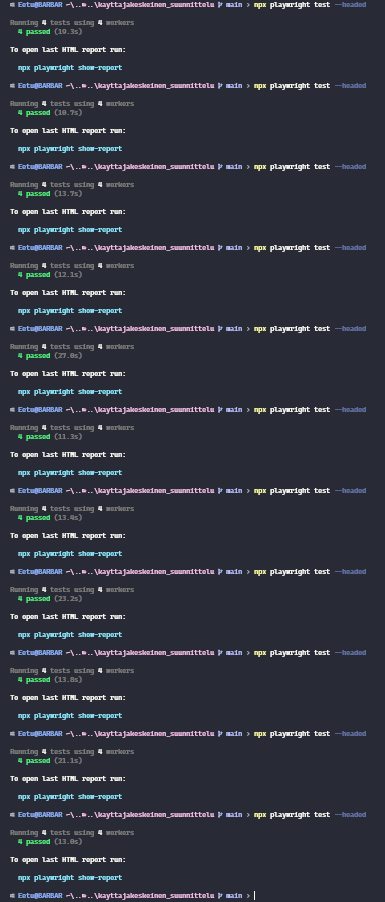 Eetu@BARBAR ~\..\..\kayttajakeskeinen_suunnittelu main › npx playwright test --headed
Running 4 tests using 4 workers
4 passed (19.3s)
To open last HTML report run:
npx playwright show-report
Eetu@BARBAR ~\..\..\kayttajakeskeinen_suunnittelu main › npx playwright test --headed
Running 4 tests using 4 workers
4 passed (10.7s)
To open last HTML report run:
npx playwright show-report
Eetu@BARBAR ~\..\..\kayttajakeskeinen_suunnittelu main › npx playwright test --headed
Running 4 tests using 4 workers
4 passed (13.7s)
To open last HTML report run:
npx playwright show-report
Eetu@BARBAR ~\..\..\kayttajakeskeinen_suunnittelu main › npx playwright test --headed
Running 4 tests using 4 workers
4 passed (12.1s)
To open last HTML report run:
npx playwright show-report
Eetu@BARBAR ~\..\..\kayttajakeskeinen_suunnittelu main › npx playwright test --headed
Running 4 tests using 4 workers
4 passed (27.0s)
To open last HTML report run:
npx playwright show-report
Eetu@BARBAR ~\..\..\kayttajakeskeinen_suunnittelu main › npx playwright test --headed
Running 4 tests using 4 workers
4 passed (11.3s)
To open last HTML report run:
npx playwright show-report
Eetu@BARBAR ~\..\..\kayttajakeskeinen_suunnittelu main › npx playwright test --headed
Running 4 tests using 4 workers
4 passed (13.4s)
To open last HTML report run:
npx playwright show-report
Eetu@BARBAR ~\..\..\kayttajakeskeinen_suunnittelu main › npx playwright test --headed
Running 4 tests using 4 workers
4 passed (23.2s)
To open last HTML report run:
npx playwright show-report
Eetu@BARBAR ~\..\..\kayttajakeskeinen_suunnittelu main › npx playwright test --headed
Running 4 tests using 4 workers
4 passed (13.8s)
To open last HTML report run:
npx playwright show-report
Eetu@BARBAR ~\..\..\kayttajakeskeinen_suunnittelu main › npx playwright test --headed
Running 4 tests using 4 workers
4 passed (21.1s)
To open last HTML report run:
npx playwright show-report
Eetu@BARBAR ~\..\..\kayttajakeskeinen_suunnittelu main › npx playwright test --headed
Running 4 tests using 4 workers
4 passed (13.0s)
To open last HTML report run:
npx playwright show-report
Eetu@BARBAR ~\..\..\kayttajakeskeinen_suunnittelu main ›